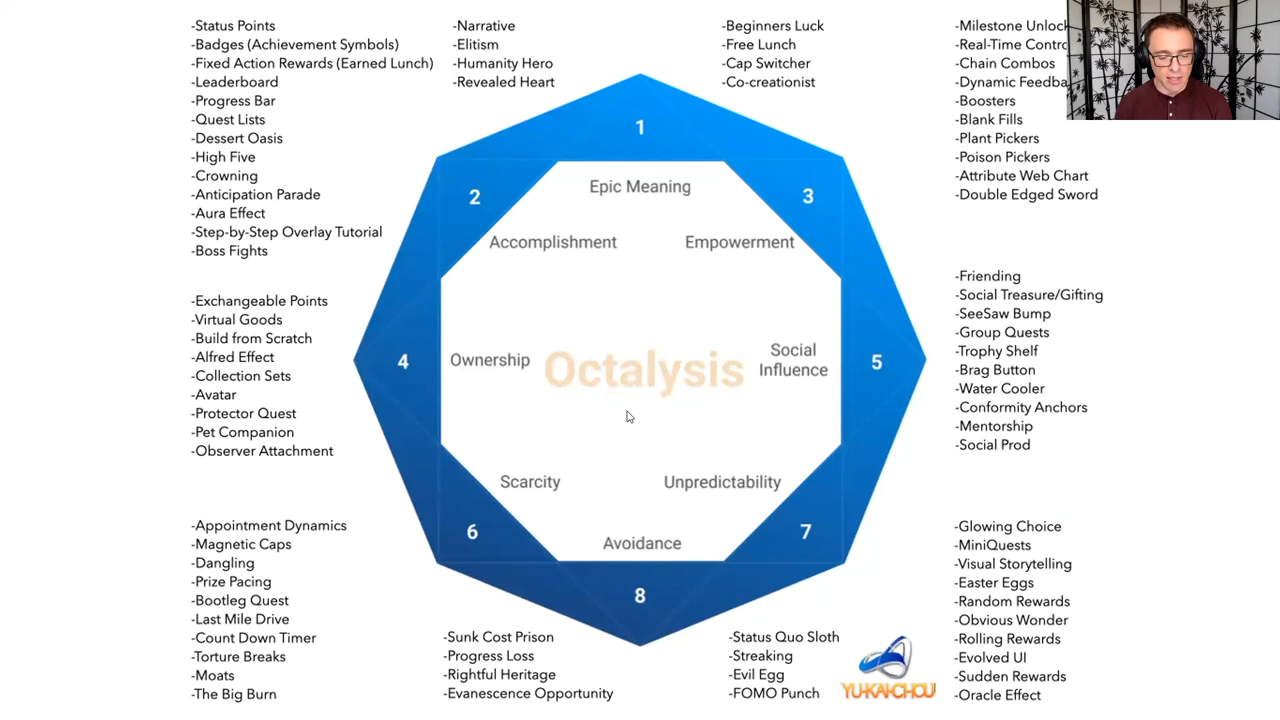 -Status Points
-Badges (Achievement Symbols)
-Fixed Action Rewards (Earned Lunch)
-Leaderboard
-Progress Bar
-Quest Lists
-Dessert Oasis
-High Five
-Crowning
-Anticipation Parade
-Aura Effect
-Step-by-Step Overlay Tutorial
-Boss Fights
-Narrative
-Elitism
-Humanity Hero
-Revealed Heart
-Beginners Luck
-Free Lunch
-Cap Switcher
-Co-creationist
-Milestone
-Real-Time
-Chain Combos
-Dynamic
-Boosters
-Blank Fills
-Plant Pickers
-Poison Pickers
-Attribute Web Chart
-Double Edged Sword
1
Epic Meaning
2
Accomplishment
3
Empowerment
-Exchangeable Points
-Virtual Goods
-Build from Scratch
-Alfred Effect
-Collection Sets
-Avatar
-Protector Quest
-Pet Companion
-Observer Attachment
4
Ownership
Octalysis
Social
Influence
5
-Friending
-Social Treasure/Gifting
-SeeSaw Bump
-Group Quests
-Trophy Shelf
-Brag Button
-Water Cooler
-Conformity Anchors
-Mentorship
-Social Prod
Scarcity
6
Unpredictability
7
Avoidance
8
-Appointment Dynamics
-Magnetic Caps
-Dangling
-Prize Pacing
-Bootleg Quest
-Last Mile Drive
-Count Down Timer
-Torture Breaks
-Moats
-The Big Burn
-Sunk Cost Prison
-Progress Loss
-Rightful Heritage
-Evanescence Opportunity
-Status Quo Sloth
-Streaking
-Evil Egg
-FOMO Punch
YU-KAI CHOU
-Glowing Choice
-MiniQuests
-Visual Storytelling
-Easter Eggs
-Random Rewards
-Obvious Wonder
-Rolling Rewards
-Evolved UI
-Sudden Rewards
-Oracle Effect